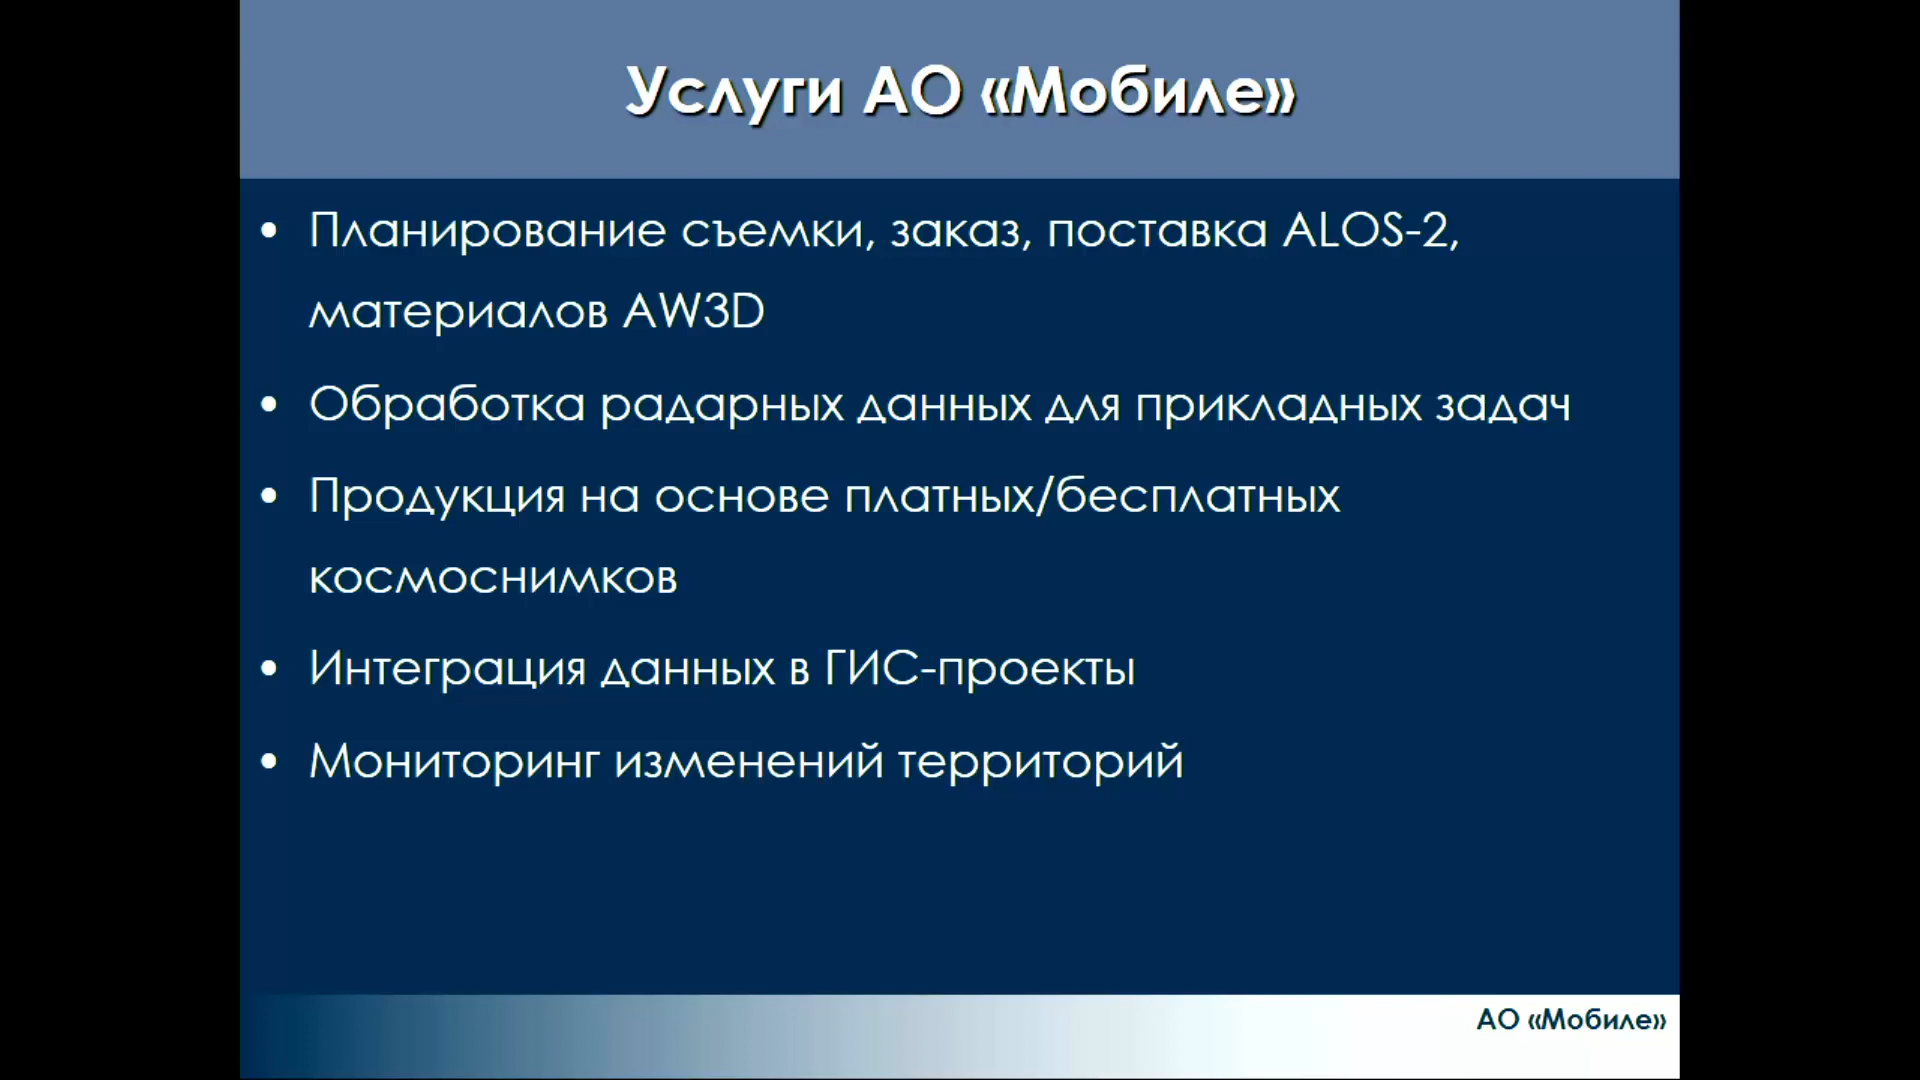 Услуги АО «Мобиле»
• Планирование съемки, заказ, поставка ALOS-2,
материалов AW3D
• Обработка радарных данных для прикладных задач
• Продукция на основе платных/бесплатных
космоснимков
• Интеграция данных в ГИС-проекты
• Мониторинг изменений территорий
АО «Мобиле»